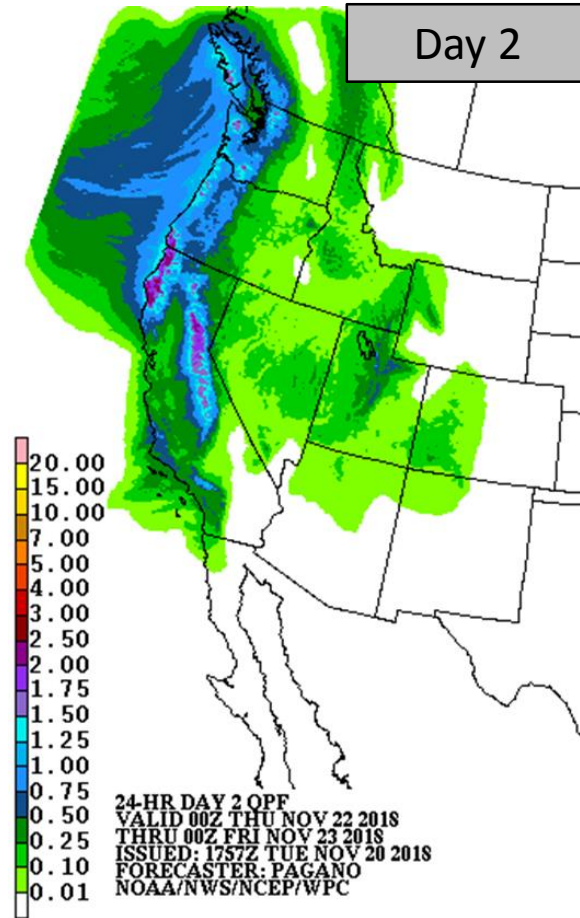 Day 2
20.00
15.00
10.00
7.00
5.00
4.00
3.00
2.50
2.00
1.75
1.50
1.25
1.00
0.75
0.50
0.25
0.10
0.01
24-HR DAY 2 QPF
VALID 00Z THU NOV 22 2018
THRU 00Z FRI NOV 23 2018
ISSUED: 1757Z TUE NOV 20 2018
FORECASTER: PAGANO
NOAA/NWS/NCEP/WPC